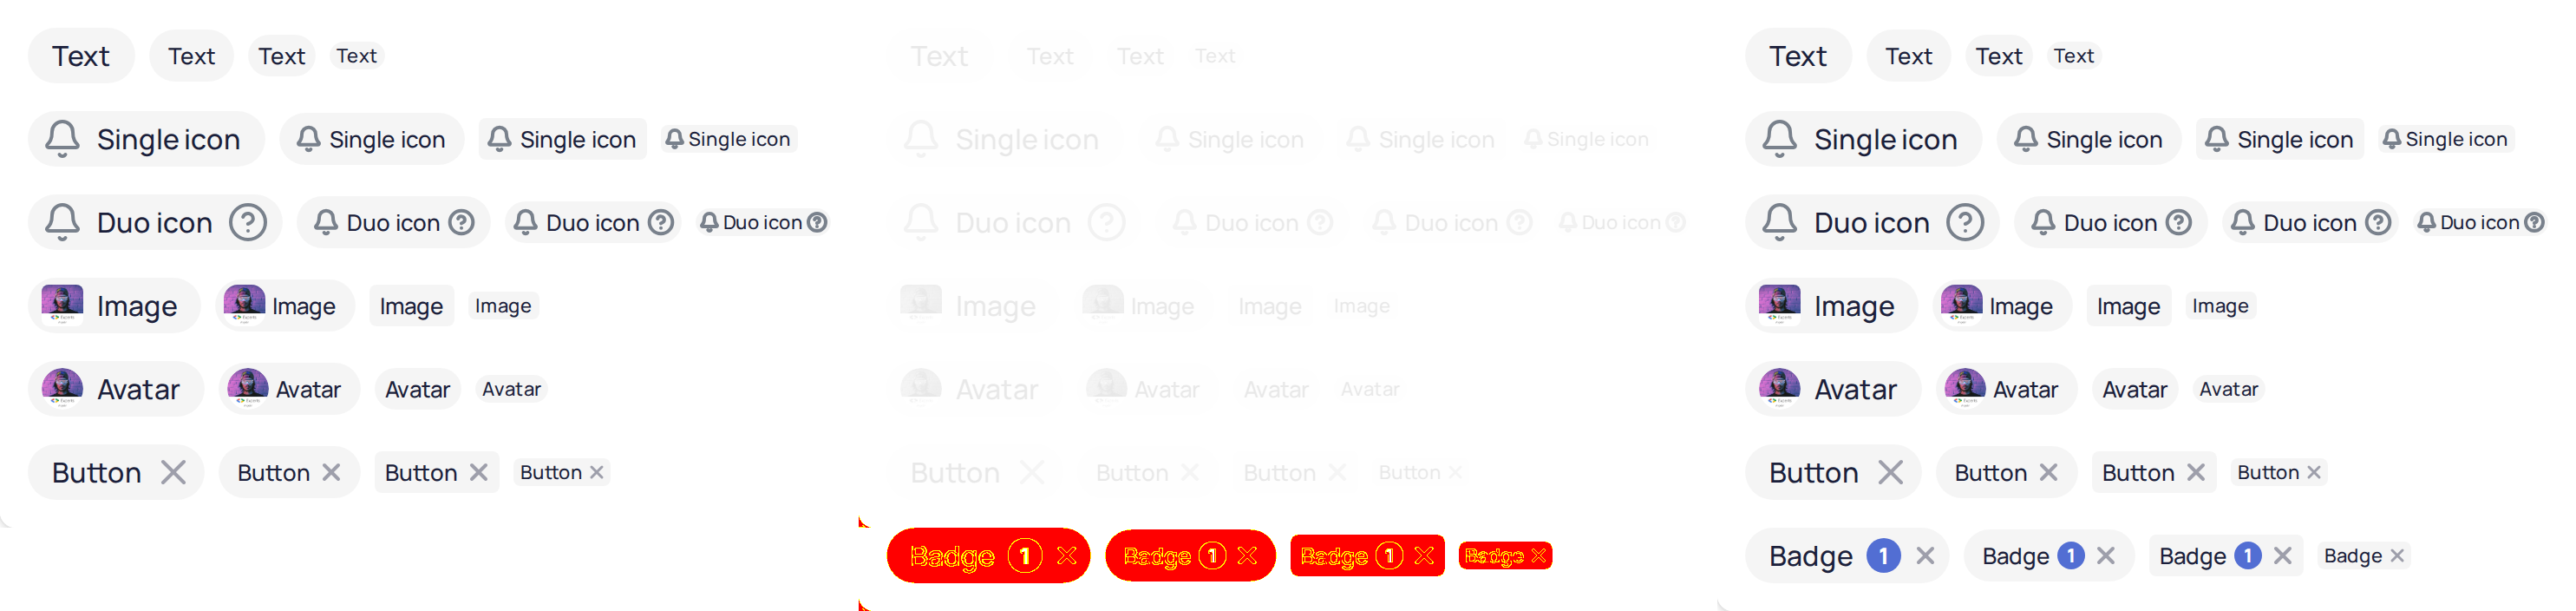 Text Text Text Text
Single icon Single icon Single icon Single icon
Duo icon Duo icon Duo icon Duo icon
Image Image Image Image
Avatar Avatar Avatar Avatar
Button Button Button Button
Text Text Text Text
Single icon Single icon Single icon Single icon
Duo icon Duo icon Duo icon Duo icon
Image Image Image Image
Avatar Avatar Avatar Avatar
Button Button Button Button
Badge 1 Badge 1 Badge 1 Badge
Text Text Text Text
Single icon Single icon Single icon Single icon
Duo icon Duo icon Duo icon Duo icon
Image Image Image Image
Avatar Avatar Avatar Avatar
Button Button Button Button
Badge 1 Badge 1 Badge 1 Badge